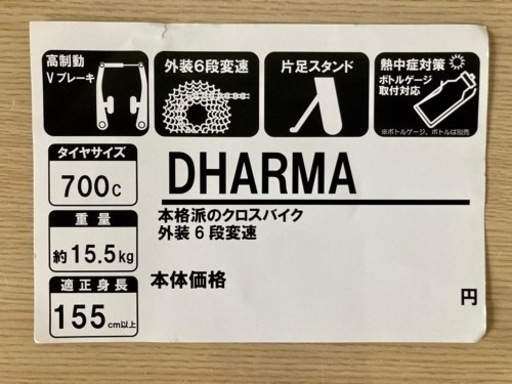 高制動
Vブレーキ
外装6段変速
片足スタンド
熱中症対策
ボトルゲージ
取付対応
※ボトルゲージ、ボトルは別売
タイヤサイズ
700c
重量
約15.5kg
適正身長
155cm以上
DHARMA
本格派のクロスバイク
外装6段変速
本体価格
円